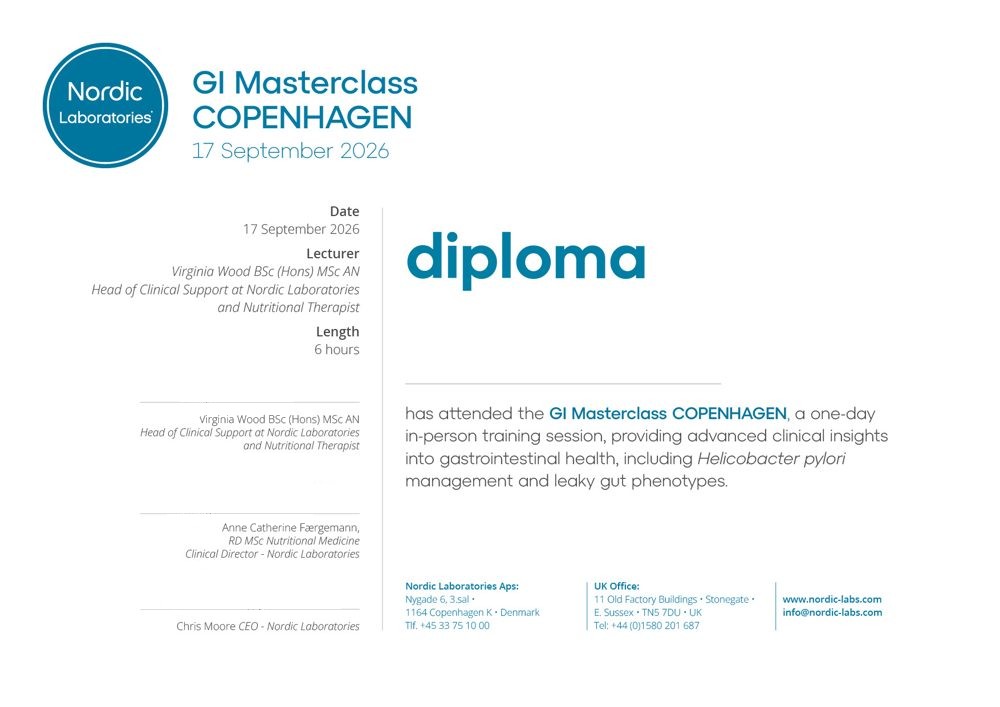 Nordic
Laboratories
GI Masterclass
COPENHAGEN
17 September 2026
Date
17 September 2026
Lecturer
Virginia Wood BSc (Hons) MSc AN
Head of Clinical Support at Nordic Laboratories
and Nutritional Therapist
Length
6 hours
Virginia Wood BSc (Hons) MSc AN
Head of Clinical Support at Nordic Laboratories
and Nutritional Therapist
Anne Catherine Færgemann,
RD MSc Nutritional Medicine
Clinical Director - Nordic Laboratories
Chris Moore CEO - Nordic Laboratories
diploma
has attended the GI Masterclass COPENHAGEN, a one-day
in-person training session, providing advanced clinical insights
into gastrointestinal health, including Helicobacter pylori
management and leaky gut phenotypes.
Nordic Laboratories Aps:
Nygade 6, 3.sal •
1164 Copenhagen K • Denmark
Tlf. +45 33 75 10 00
UK Office:
11 Old Factory Buildings • Stonegate •
E. Sussex • TN5 7DU • UK
Tel: +44 (0)1580 201 687
www.nordic-labs.com
info@nordic-labs.com